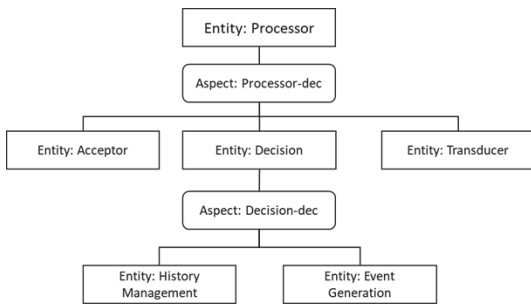 Entity: Processor
Aspect: Processor-dec
Entity: Acceptor
Entity: Decision
Entity: Transducer
Aspect: Decision-dec
Entity: History
Management
Entity: Event
Generation